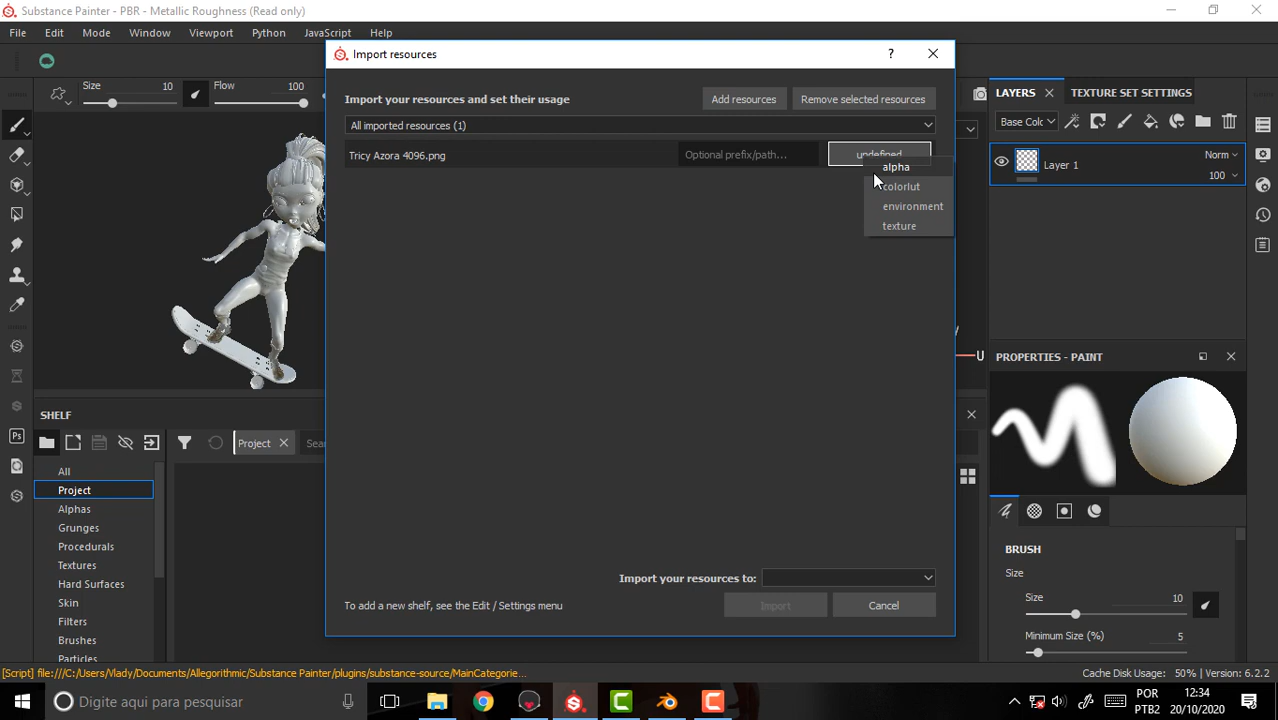 Substance Painter - PBR - Metallic Roughness (Read only)
File Edit Mode Window Viewport Python JavaScript Help
Import resources
?
Size 10 Flow 100
Import your resources and set their usage Add resources Remove selected resources
All imported resources (1)
Tricy Azora 4096.png Optional prefix/path... undefined
alpha
colorlut
environment
texture
LAYERS TEXTURE SET SETTINGS
Base Colc
Layer 1 Norm
100
U
PROPERTIES - PAINT
SHELF
Project Sea
All
Project
Alphas
Grunges
Procedurals
Textures
Hard Surfaces
Skin
Filters
Brushes
Particles
Ps
BRUSH
Size
Size 10
Minimum Size (%) 5
Import your resources to:
To add a new shelf, see the Edit / Settings menu Import Cancel
[Script] file:///C:/Users/Vlady/Documents/Allegorithmic/Substance Painter/plugins/substance-source/MainCategorie...
Cache Disk Usage: 50% | Version: 6.2.2
Digite aqui para pesquisar
POR
PTB2
12:34
20/10/2020